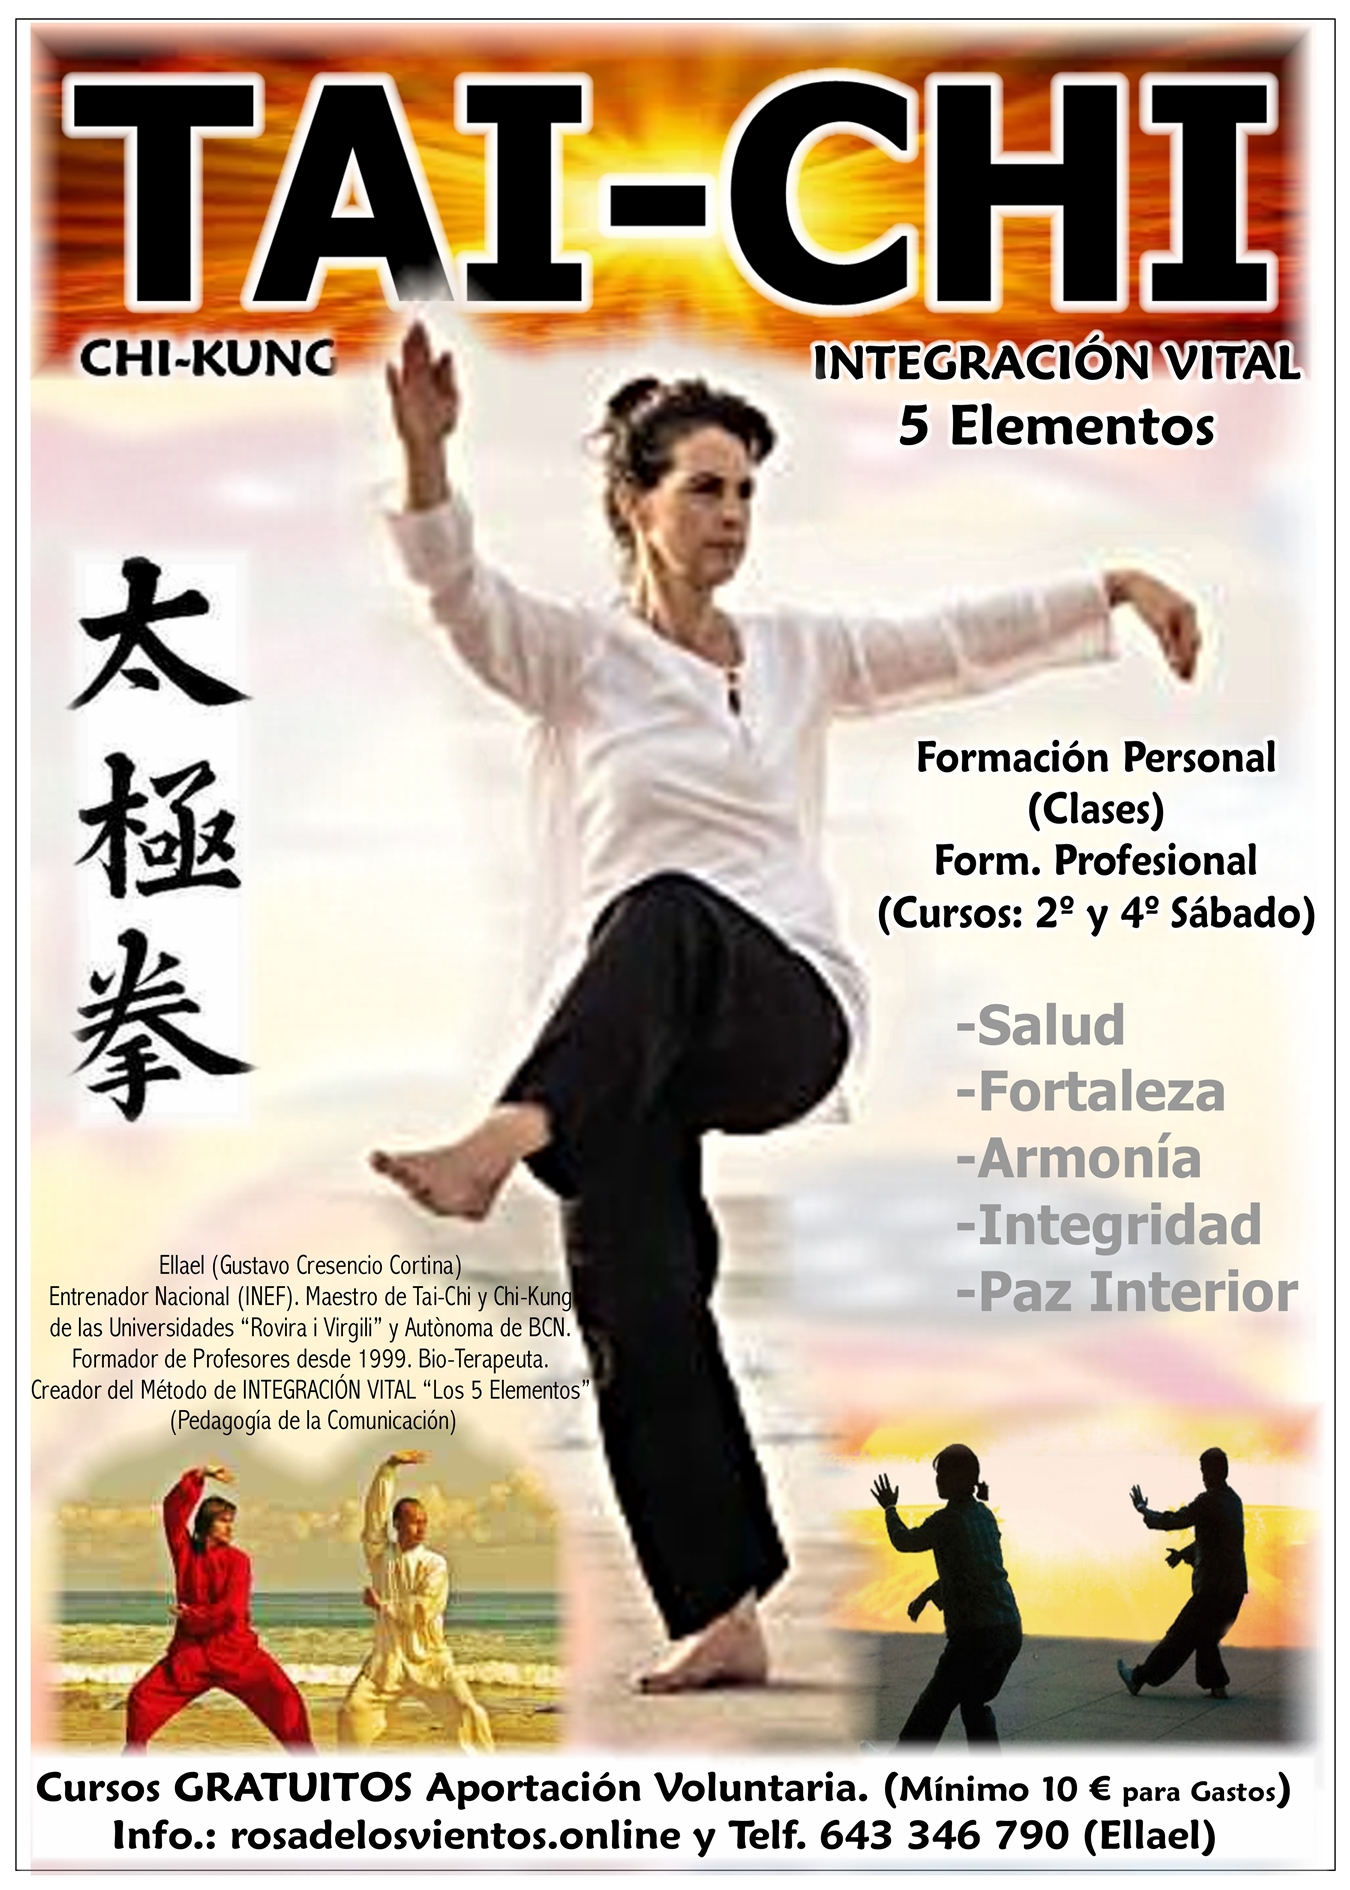 TAI-CHI
CHI-KUNG
INTEGRACIÓN VITAL
5 Elementos
太
極
拳
Formación Personal
(Clases)
Form. Profesional
(Cursos: 2º y 4º Sábado)
-Salud
-Fortaleza
-Armonía
-Integridad
-Paz Interior
Ellael (Gustavo Cresencio Cortina)
Entrenador Nacional (INEF). Maestro de Tai-Chi y Chi-Kung
de las Universidades “Rovira i Virgili” y Autònoma de BCN.
Formador de Profesores desde 1999. Bio-Terapeuta.
Creador del Método de INTEGRACIÓN VITAL “Los 5 Elementos”
(Pedagogía de la Comunicación)
Cursos GRATUITOS Aportación Voluntaria. (Mínimo 10 € para Gastos)
Info.: rosadelosvientos.online y Telf. 643 346 790 (Ellael)